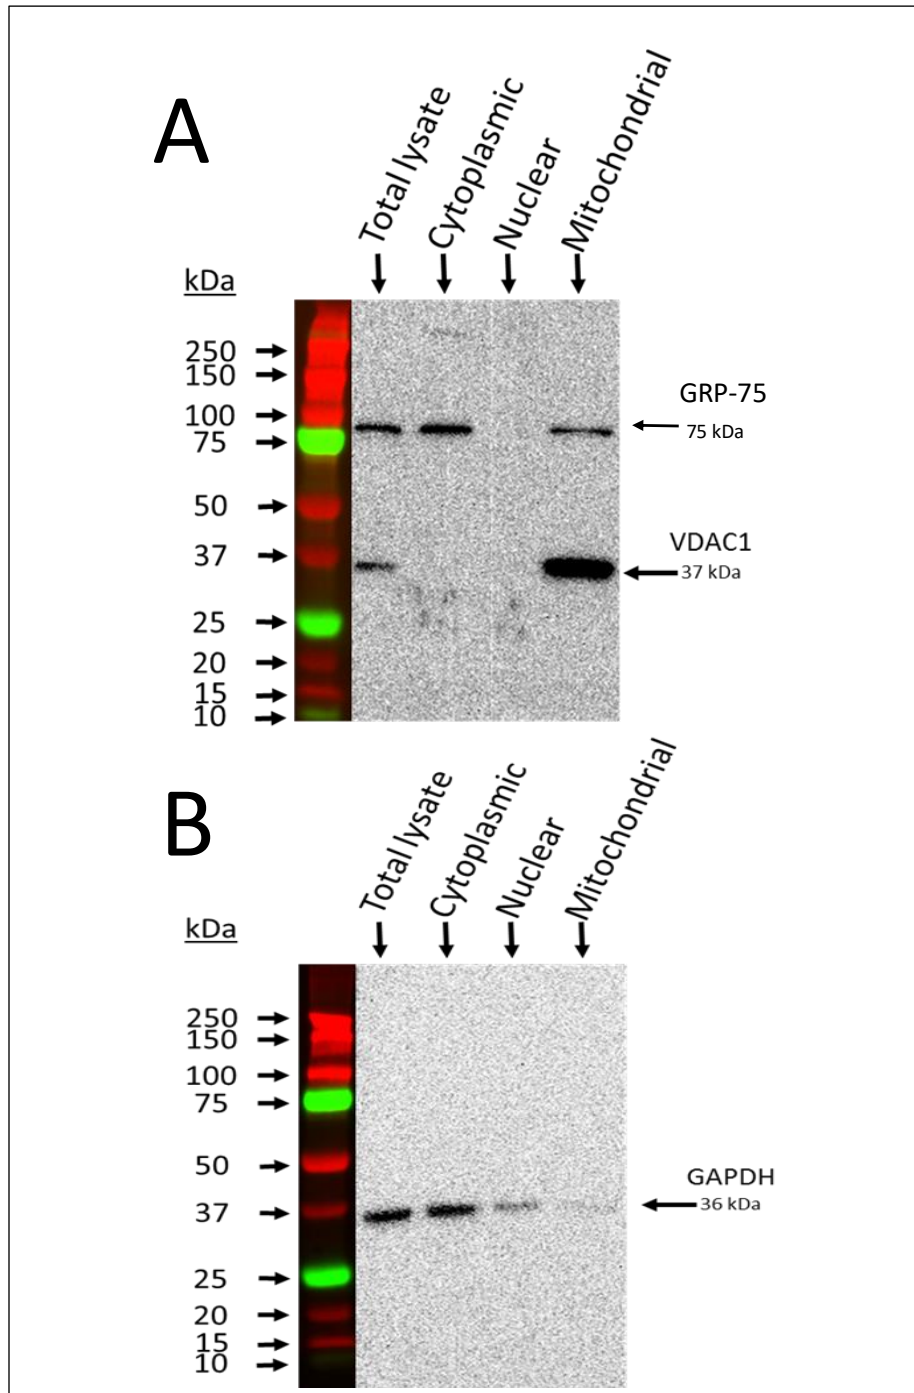 A
Total lysate
Cytoplasmic
Nuclear
Mitochondrial
kDa
250
150
100
75
50
37
25
20
15
10
GRP-75
75 kDa
VDAC1
37 kDa
B
Total lysate
Cytoplasmic
Nuclear
Mitochondrial
kDa
250
150
100
75
50
37
25
20
15
10
GAPDH
36 kDa